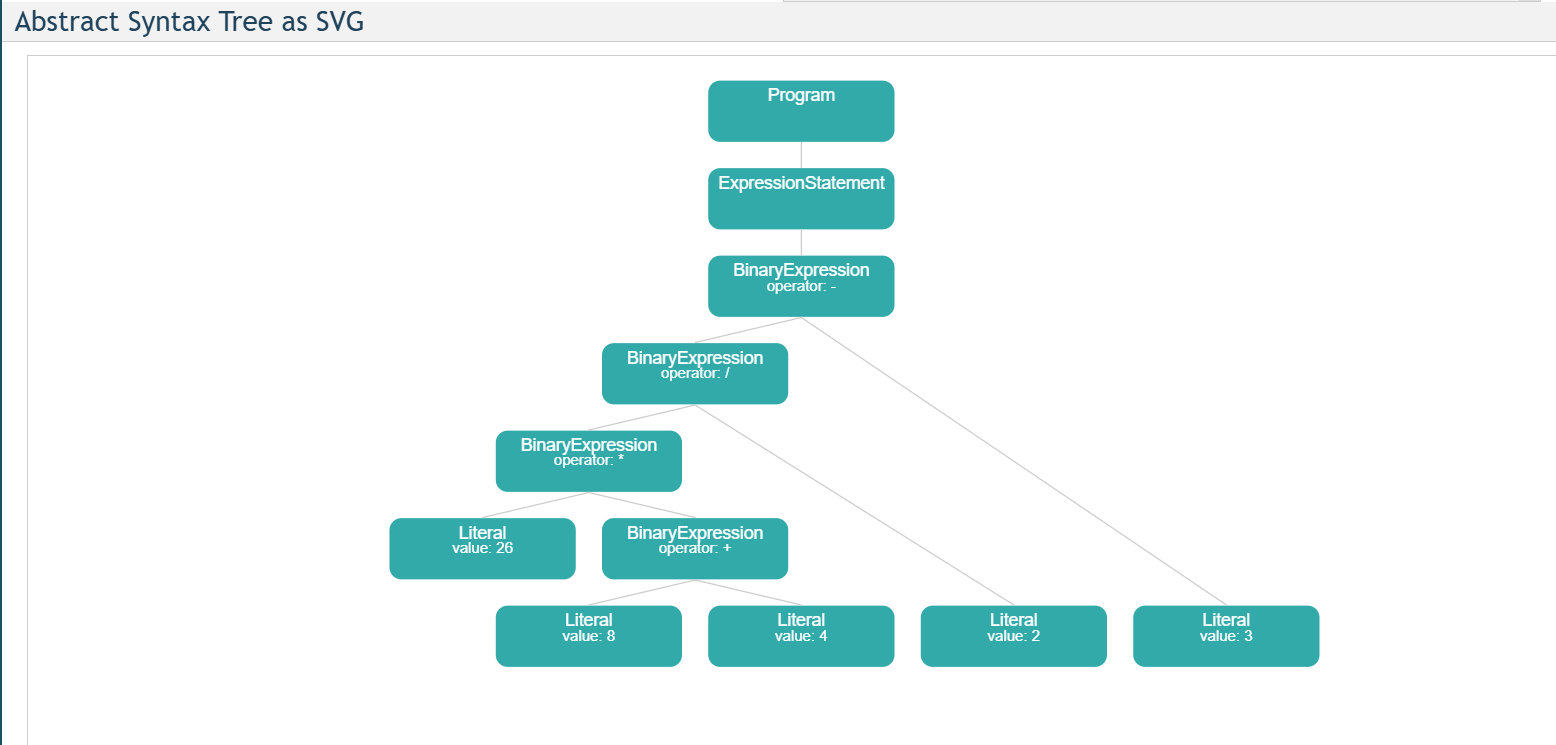 Abstract Syntax Tree as SVG
Program
ExpressionStatement
BinaryExpression
operator: -
BinaryExpression
operator: /
BinaryExpression
operator: *
Literal
value: 26
BinaryExpression
operator: +
Literal
value: 8
Literal
value: 4
Literal
value: 2
Literal
value: 3